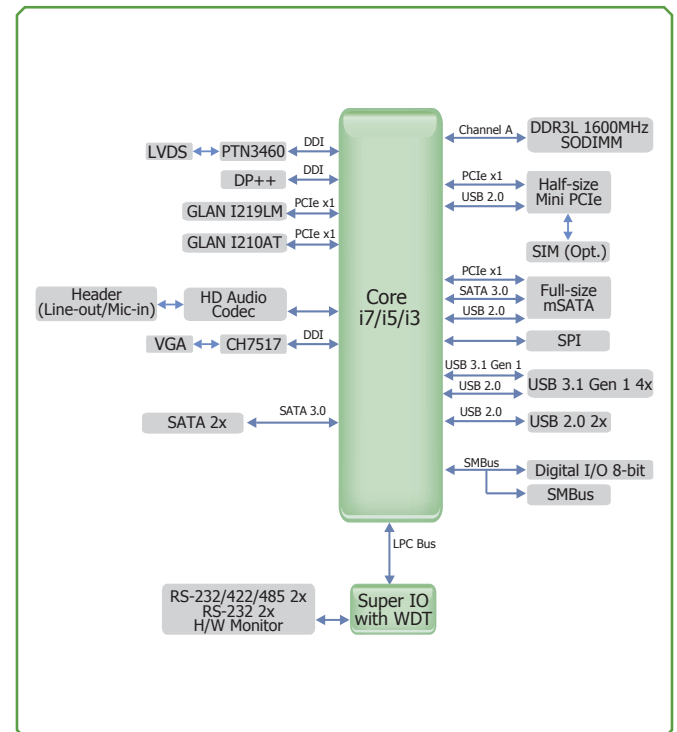 LVDS
PTN3460
DDI
DP++
DDI
GLAN I219LM
PCIe x1
GLAN I210AT
PCIe x1
Header
(Line-out/Mic-in)
HD Audio
Codec
VGA
CH7517
DDI
SATA 2x
SATA 3.0
Core
i7/i5/i3
Channel A
DDR3L 1600MHz
SODIMM
PCIe x1
USB 2.0
Half-size
Mini PCIe
SIM (Opt.)
PCIe x1
SATA 3.0
USB 2.0
Full-size
mSATA
SPI
USB 3.1 Gen 1
USB 2.0
USB 3.1 Gen 1 4x
USB 2.0
USB 2.0 2x
SMBus
Digital I/O 8-bit
SMBus
LPC Bus
RS-232/422/485 2x
RS-232 2x
H/W Monitor
Super IO
with WDT